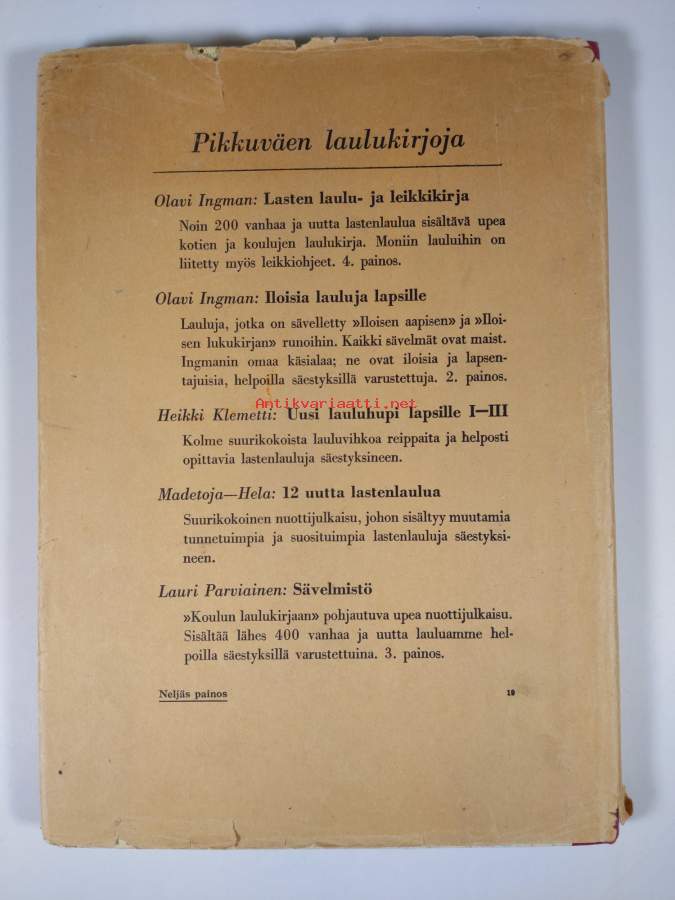 Pikkuväen laulukirjoja
Olavi Ingman: Lasten laulu- ja leikkikirja
Noin 200 vanhaa ja uutta lastenlaulua sisältävä upea
kotien ja koulujen laulukirja. Moniin lauluihin on
liitetty myös leikkiohjeet. 4. painos.
Olavi Ingman: Iloisia lauluja lapsille
Lauluja, jotka on sävelletty »Iloisen aapisen» ja »Iloi-
sen lukukirjan» runoihin. Kaikki sävelmät ovat maist.
Ingmanin omaa käsialaa; ne ovat iloisia ja lapsen-
tajuisia, helpoilla säestyksillä varustettuja. 2. painos.
Antikvariaatti.net
Heikki Klemetti: Uusi lauluhupi lapsille I—III
Kolme suurikokoista lauluvihkoa reippaita ja helposti
opittavia lastenlauluja säestyksineen.
Madetoja—Hela: 12 uutta lastenlaulua
Suurikokoinen nuottijulkaisu, johon sisältyy muutamia
tunnetuimpia ja suosituimpia lastenlauluja säestyksi-
neen.
Lauri Parviainen: Sävelmistö
»Koulun laulukirjaan» pohjautuva upea nuottijulkaisu.
Sisältää lähes 400 vanhaa ja uutta lauluamme hel-
poilla säestyksillä varustettuina. 3. painos.
Neljäs painos
19